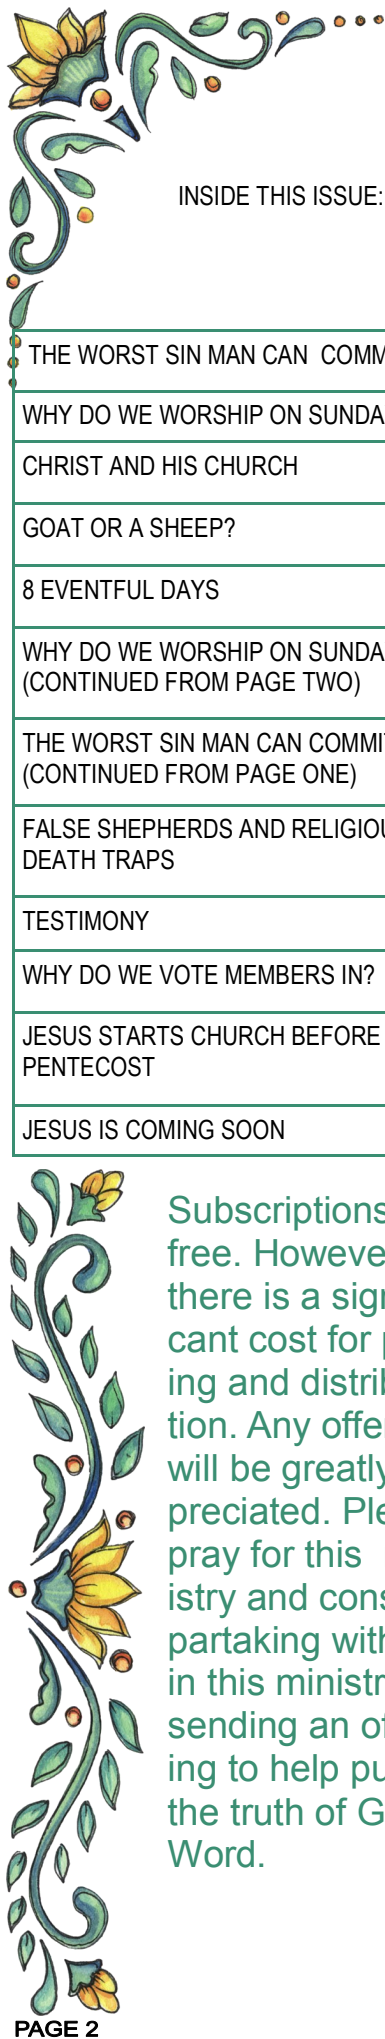 INSIDE THIS ISSUE:
THE WORST SIN MAN CAN COMM
WHY DO WE WORSHIP ON SUNDA
CHRIST AND HIS CHURCH
GOAT OR A SHEEP?
8 EVENTFUL DAYS
WHY DO WE WORSHIP ON SUNDA
(CONTINUED FROM PAGE TWO)
THE WORST SIN MAN CAN COMMI
(CONTINUED FROM PAGE ONE)
FALSE SHEPHERDS AND RELIGIOU
DEATH TRAPS
TESTIMONY
WHY DO WE VOTE MEMBERS IN?
JESUS STARTS CHURCH BEFORE
PENTECOST
JESUS IS COMING SOON
Subscriptions
free. Howeve
there is a sign
cant cost for p
ing and distrib
tion. Any offer
will be greatly
preciated. Ple
pray for this
istry and cons
partaking with
in this ministr
sending an of
ing to help pu
the truth of G
Word.
PAGE 2